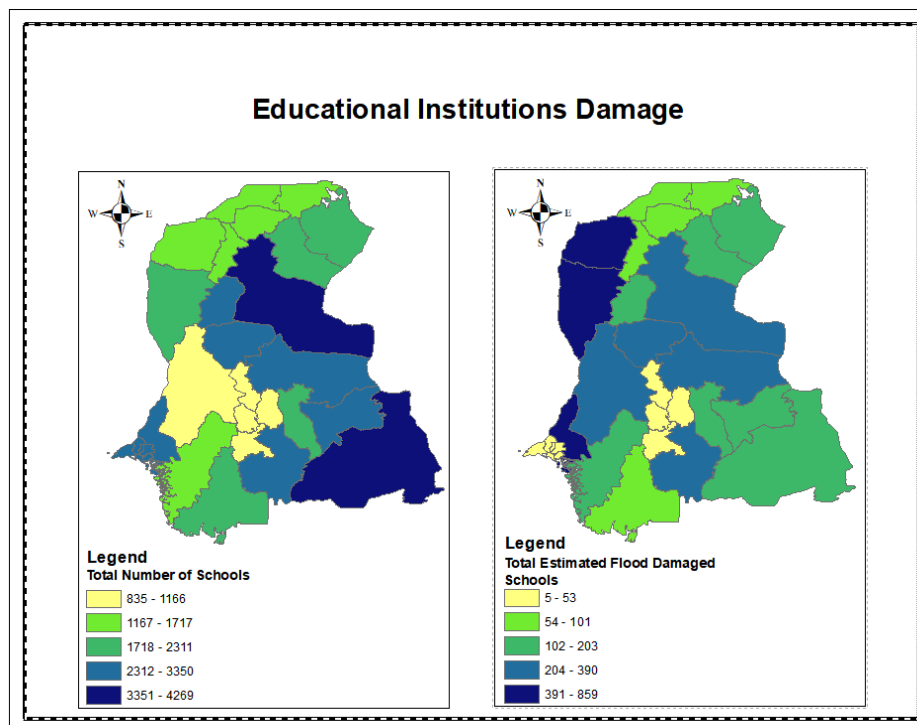 Educational Institutions Damage
N
W E
S
Legend
Total Number of Schools
835 - 1166
1167 - 1717
1718 - 2311
2312 - 3350
3351 - 4269
N
W E
S
Legend
Total Estimated Flood Damaged
Schools
5 - 53
54 - 101
102 - 203
204 - 390
391 - 859